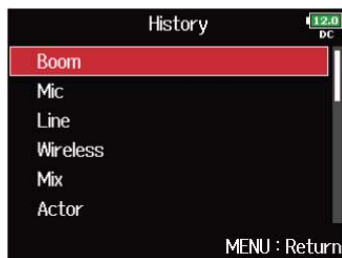 History
12.0
DC
Boom
Mic
Line
Wireless
Mix
Actor
MENU : Return